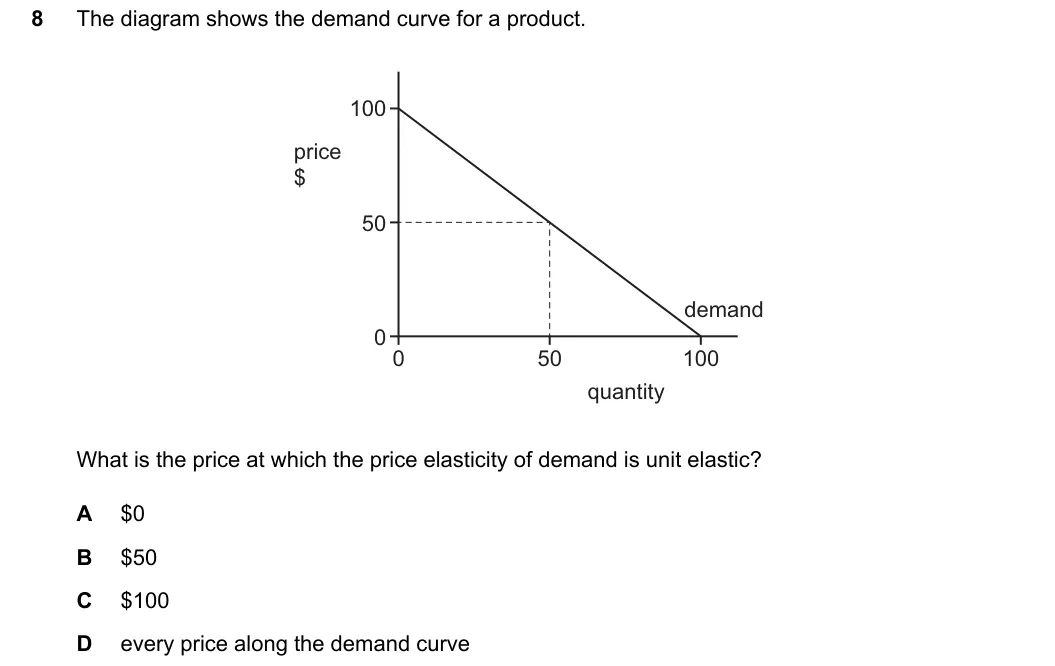 8 The diagram shows the demand curve for a product.
100
price
$
50
demand
0
0 50 100
quantity
What is the price at which the price elasticity of demand is unit elastic?
A $0
B $50
C $100
D every price along the demand curve